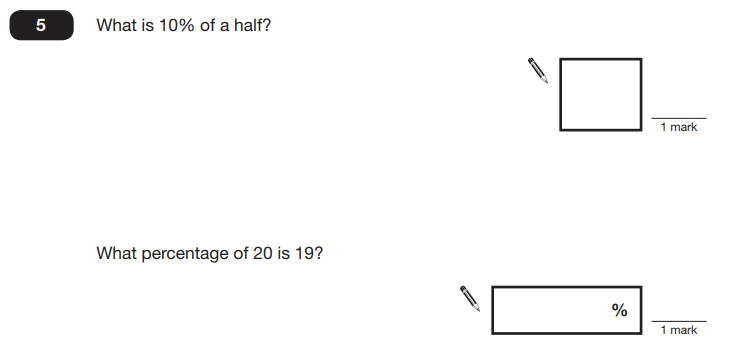 5 What is 10% of a half?
1 mark
What percentage of 20 is 19?
%
1 mark